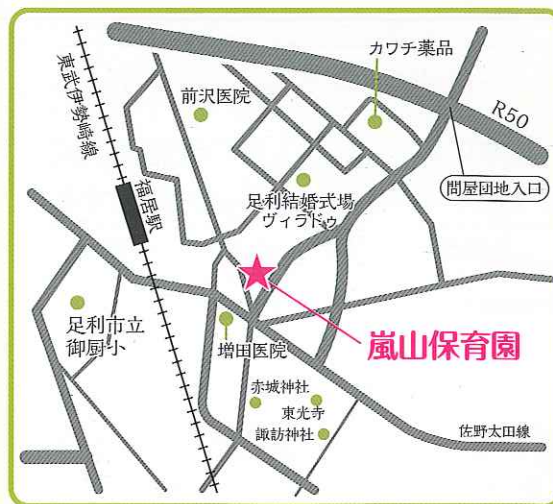 カワチ薬品
東武伊勢崎線
前沢医院
R50
問屋団地入口
福居駅
足利結婚式場
ヴィラドゥ
足利市立
御厨小
増田医院
嵐山保育園
赤城神社
東光寺
諏訪神社
佐野太田線